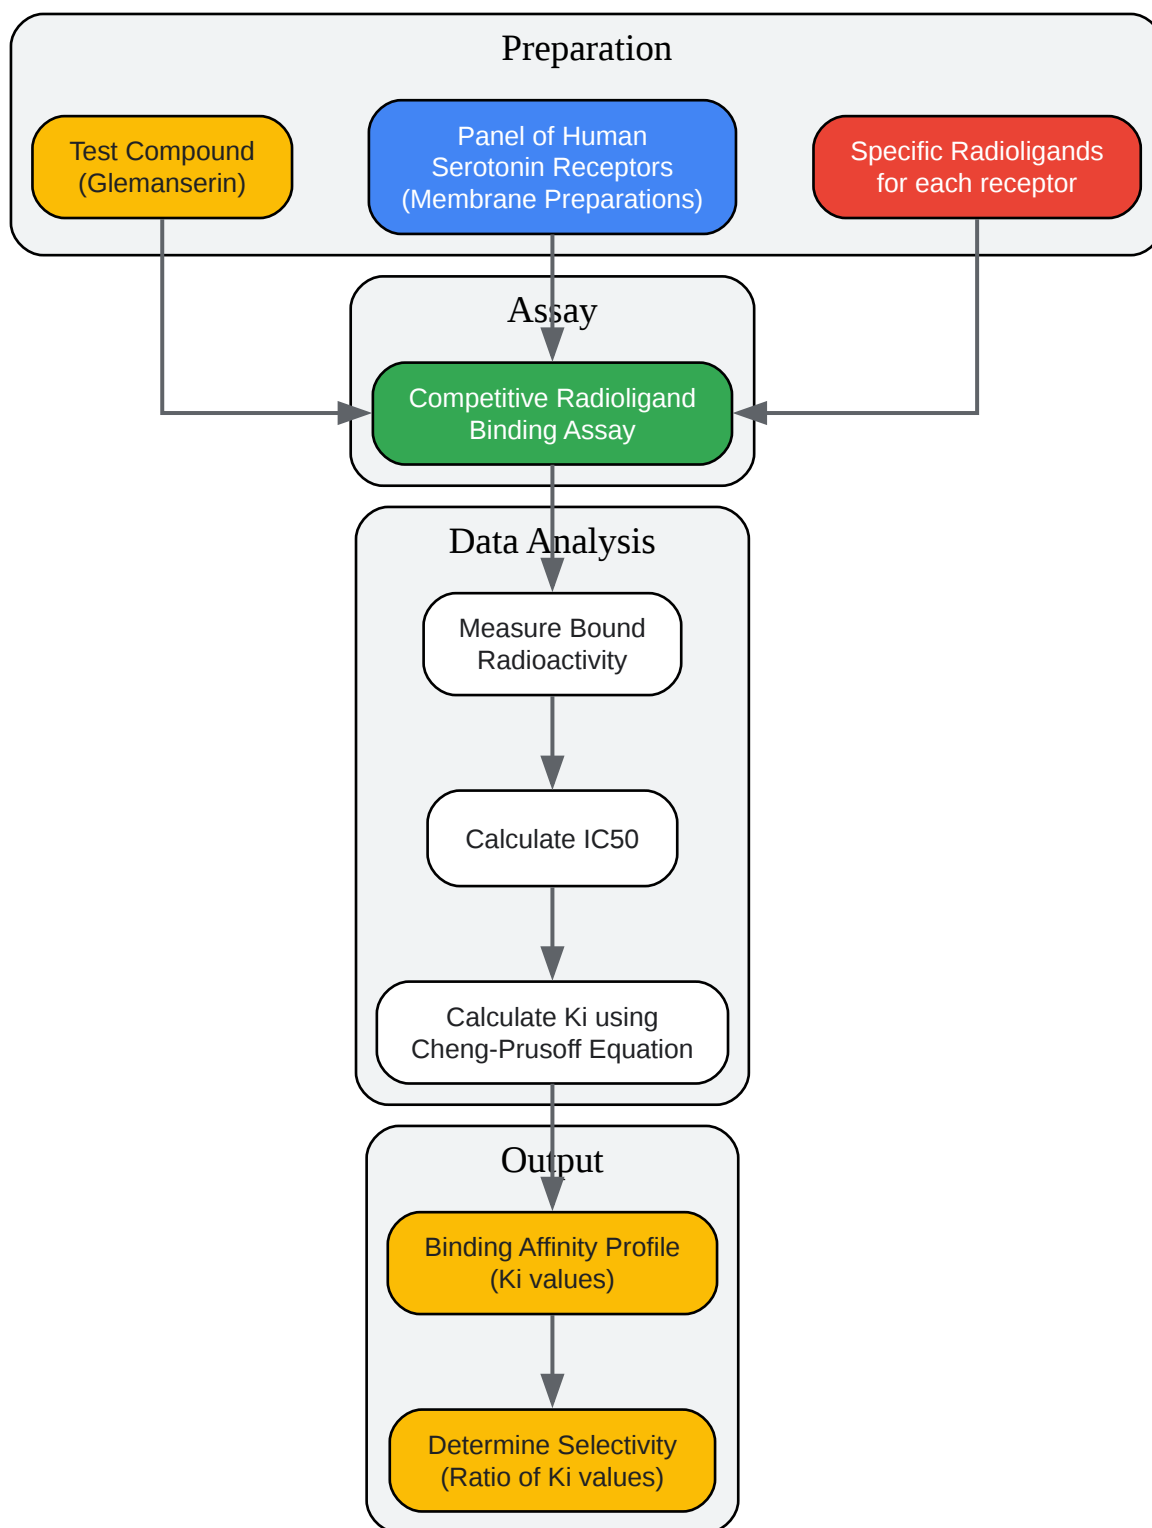 Preparation
Test Compound
(Glemanserin)
Panel of Human
Serotonin Receptors
(Membrane Preparations)
Specific Radioligands
for each receptor
Assay
Competitive Radioligand
Binding Assay
Data Analysis
Measure Bound
Radioactivity
Calculate IC50
Calculate Ki using
Cheng-Prusoff Equation
Output
Binding Affinity Profile
(Ki values)
Determine Selectivity
(Ratio of Ki values)